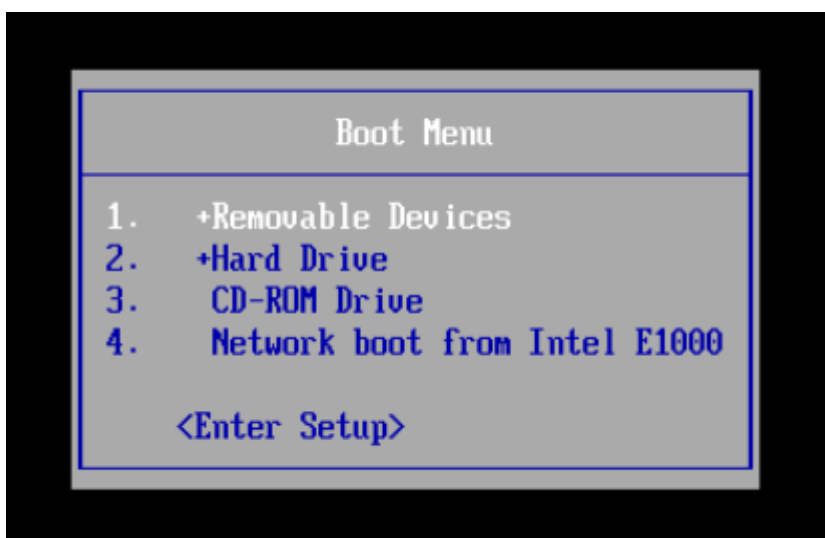 Boot Menu
1. +Removable Devices
2. +Hard Drive
3. CD-ROM Drive
4. Network boot from Intel E1000
<Enter Setup>